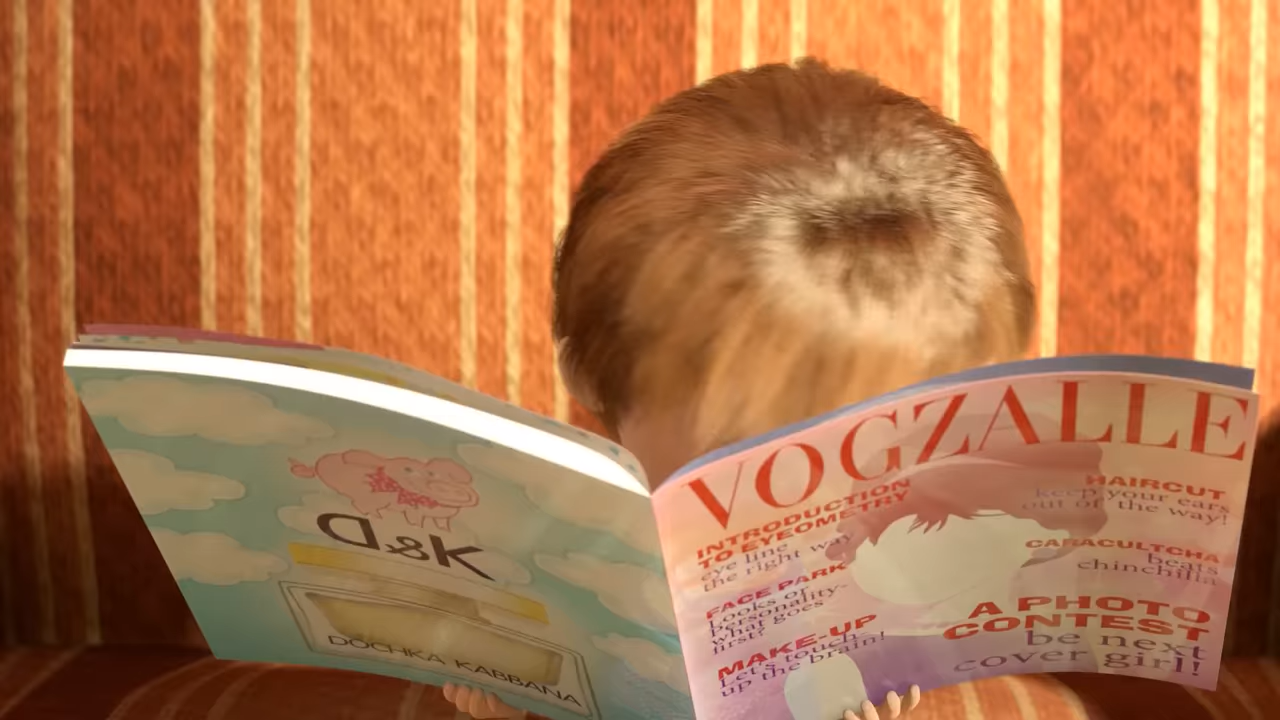 D&K
DOCHKA KABBANA
VOGZALLE
INTRODUCTION
TO EYEOMETRY
eye line
the right way
FACE PARK
Looks or
personality-
what goes
first?
MAKE-UP
Let's touch-
up the brain!
HAIRCUT
keep your ears
out of the way!
CARACULTCHA
beats
chinchilla
A PHOTO
CONTEST
be next
cover girl!